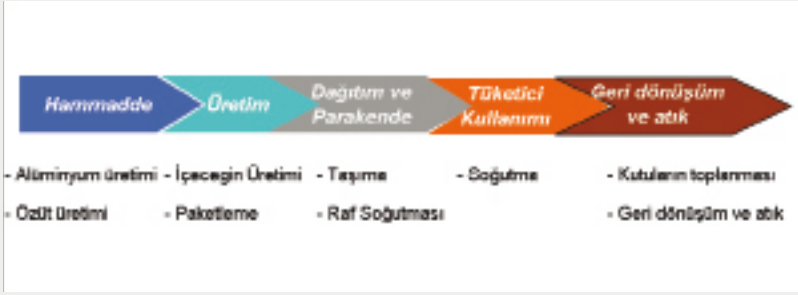 Hammadde
Üretim
Dağıtım ve
Parakende
Tüketici
Kullanımı
Geri dönüşüm
ve atık
- Alüminyum üretimi
- Özüt üretimi
- İçecegin Üretimi
- Paketleme
- Taşıma
- Raf Soğutması
- Soğutma
- Kutuların toplanması
- Geri dönüşüm ve atık